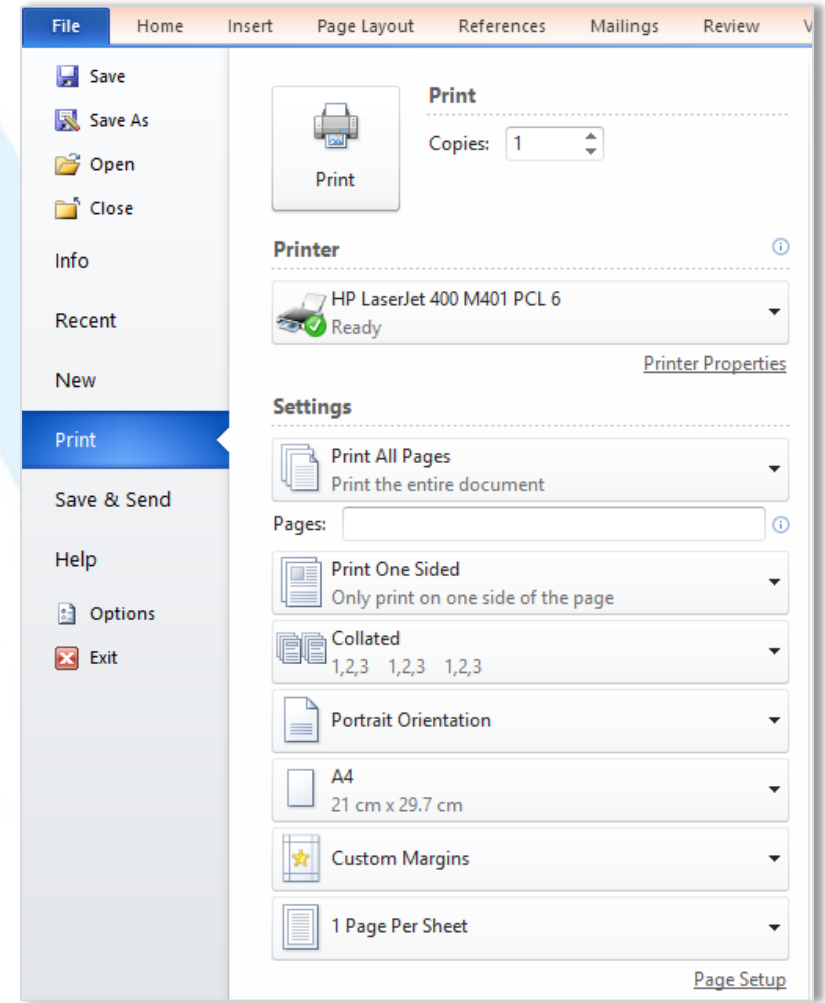 File Home Insert Page Layout References Mailings Review
Save
Save As
Open
Close
Info
Recent
New
Print
Save & Send
Help
Options
Exit
Print
Print
Copies: 1
Printer
HP LaserJet 400 M401 PCL 6
Ready
Printer Properties
Settings
Print All Pages
Print the entire document
Pages:
Print One Sided
Only print on one side of the page
Collated
1,2,3 1,2,3 1,2,3
Portrait Orientation
A4
21 cm x 29.7 cm
Custom Margins
1 Page Per Sheet
Page Setup